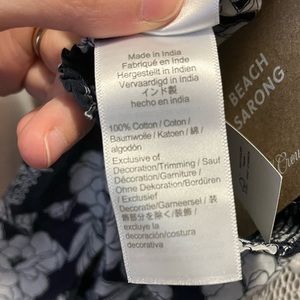 Made in India
Fabriqué en Inde
Hergestellt in Indien
Vervaardigd in India
インド製
hecho en indio
100% Cotton / Coton /
Baumwolle / Katoen / 綿 /
algodón
Exclusive of
Decoration/Trimming / Sauf
Décoration/Garniture /
Ohne Dekoration/Bordüren
/ Exclusief
Decoratie/Garneersel / 装
飾部分を除く/装飾 /
excluye la
decoración/costura
decorativa
BEACH
SARONG